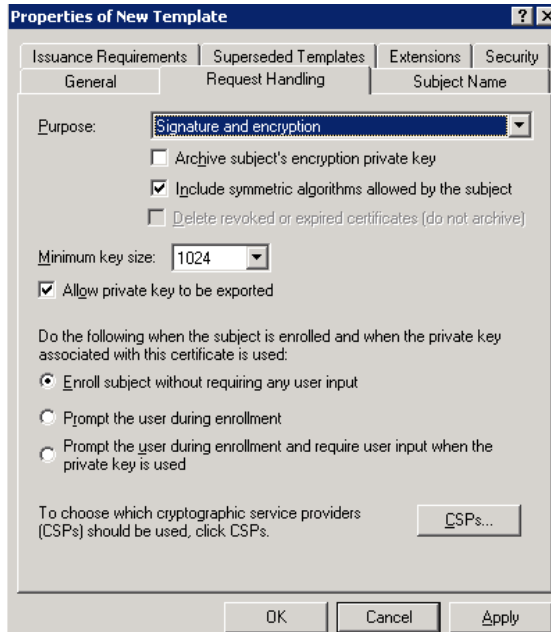 Properties of New Template
Issuance Requirements Superseded Templates Extensions Security
General Request Handling Subject Name
Purpose: Signature and encryption
Archive subject's encryption private key
Include symmetric algorithms allowed by the subject
Delete revoked or expired certificates (do not archive)
Minimum key size: 1024
Allow private key to be exported
Do the following when the subject is enrolled and when the private key
associated with this certificate is used:
Enroll subject without requiring any user input
Prompt the user during enrollment
Prompt the user during enrollment and require user input when the
private key is used
To choose which cryptographic service providers
(CSPs) should be used, click CSPs.
CSPs...
OK Cancel Apply